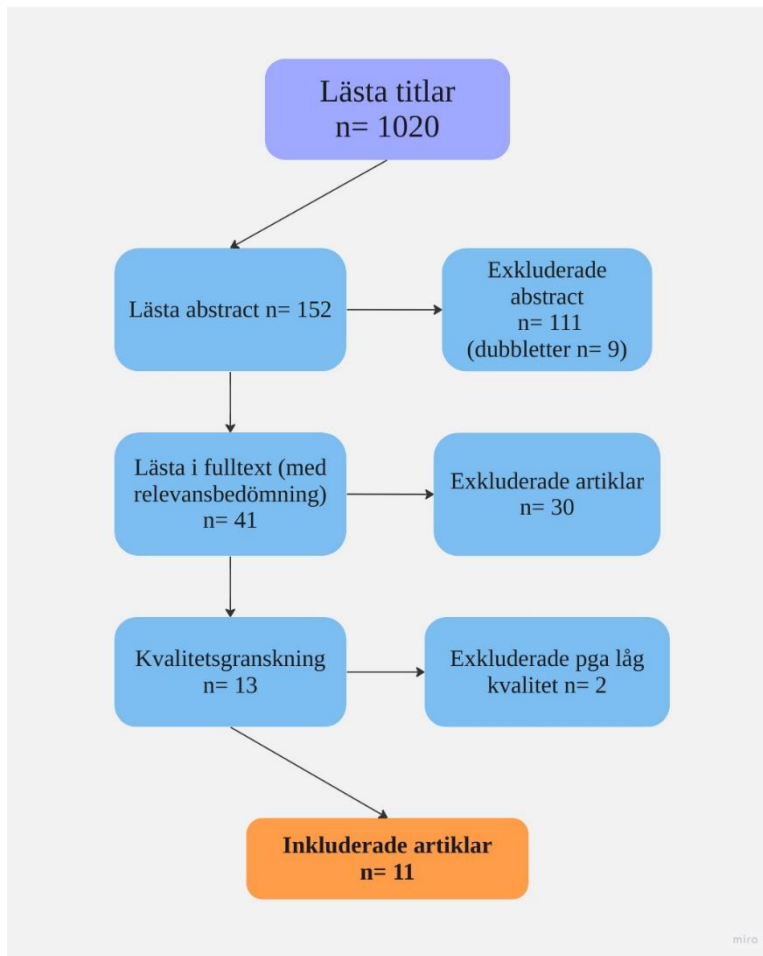 Lästa titlar
n= 1020
Lästa abstract n= 152
Exkluderade
abstract
n= 111
(dubbletter n= 9)
Lästa i fulltext (med
relevansbedömning)
n= 41
Exkluderade artiklar
n= 30
Kvalitetsgranskning
n= 13
Exkluderade pga låg
kvalitet n= 2
Inkluderade artiklar
n= 11
miro